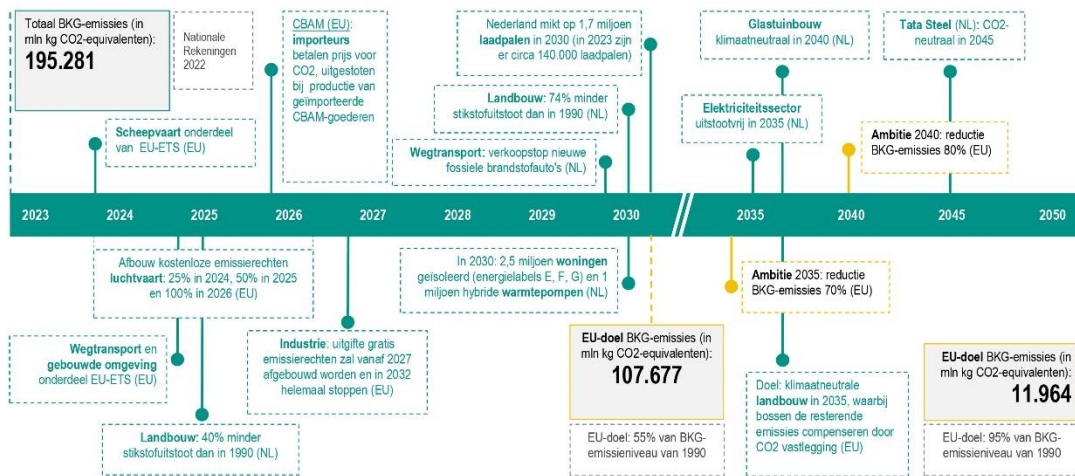 Totaal BKG-emissies (in
mln kg CO2-equivalenten):
195.281
Nationale
Rekeningen
2022
CBAM (EU):
importeurs
betalen prijs voor
CO2, uitgestoten
bij productie van
geïmporteerde
CBAM-goederen
Nederland mikt op 1,7 miljoen
laadpalen in 2030 (in 2023 zijn
er circa 140.000 laadpalen)
Glastuinbouw
klimaatneutraal in 2040 (NL)
Tata Steel (NL): CO2-
neutraal in 2045
Scheepvaart onderdeel
van EU-ETS (EU)
Landbouw: 74% minder
stikstofuitstoot dan in 1990 (NL)
Elektriciteitssector
uitstootvrij in 2035 (NL)
Wegtransport: verkoopstop nieuwe
fossiele brandstofauto's (NL)
Ambitie 2040: reductie
BKG-emissies 80% (EU)
2023 2024 2025 2026 2027 2028 2029 2030 2035 2040 2045 2050
Afbouw kostenloze emissierechten
luchtvaart: 25% in 2024, 50% in 2025
en 100% in 2026 (EU)
In 2030: 2,5 miljoen woningen
geïsoleerd (energielabels E, F, G) en 1
miljoen hybride warmtepompen (NL)
Ambitie 2035: reductie
BKG-emissies 70% (EU)
Wegtransport en
gebouwde omgeving
onderdeel EU-ETS (EU)
Industrie: uitgifte gratis
emissierechten zal vanaf 2027
afgebouwd worden en in 2032
helemaal stoppen (EU)
EU-doel BKG-emissies (in
mln kg CO2-equivalenten):
107.677
EU-doel BKG-emissies (in
mln kg CO2-equivalenten):
11.964
Doel: klimaatneutrale
landbouw in 2035, waarbij
bossen de resterende
emissies compenseren door
CO2 vastlegging (EU)
Landbouw: 40% minder
stikstofuitstoot dan in 1990 (NL)
EU-doel: 55% van BKG-
emissieniveau van 1990
EU-doel: 95% van BKG-
emissieniveau van 1990